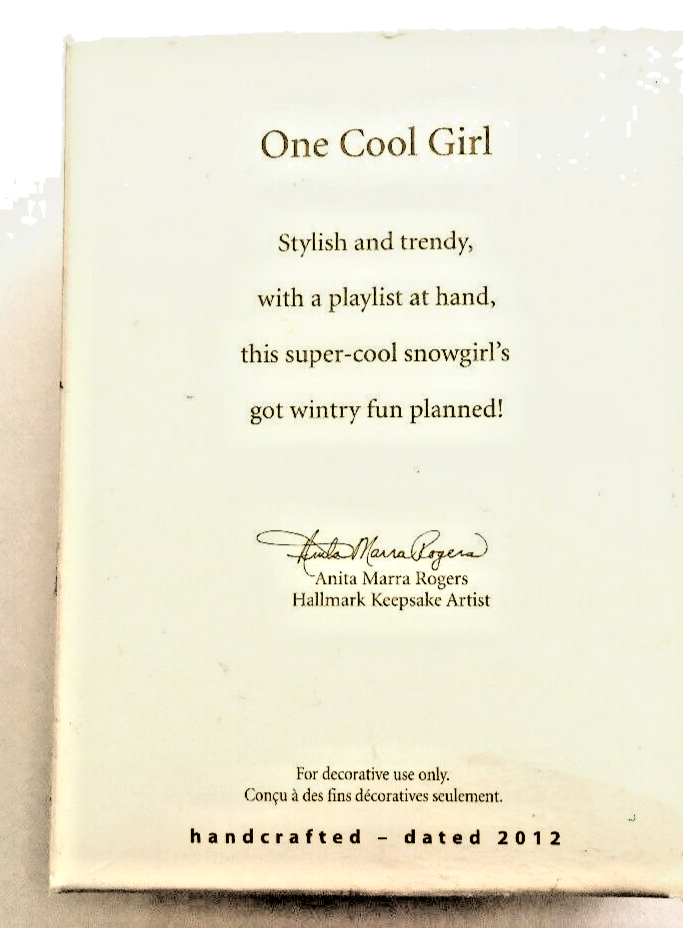 One Cool Girl
Stylish and trendy,
with a playlist at hand,
this super-cool snowgirl's
got wintry fun planned!
Anita Marra Rogers
Anita Marra Rogers
Hallmark Keepsake Artist
For decorative use only.
Conçu à des fins décoratives seulement.
handcrafted – dated 2012